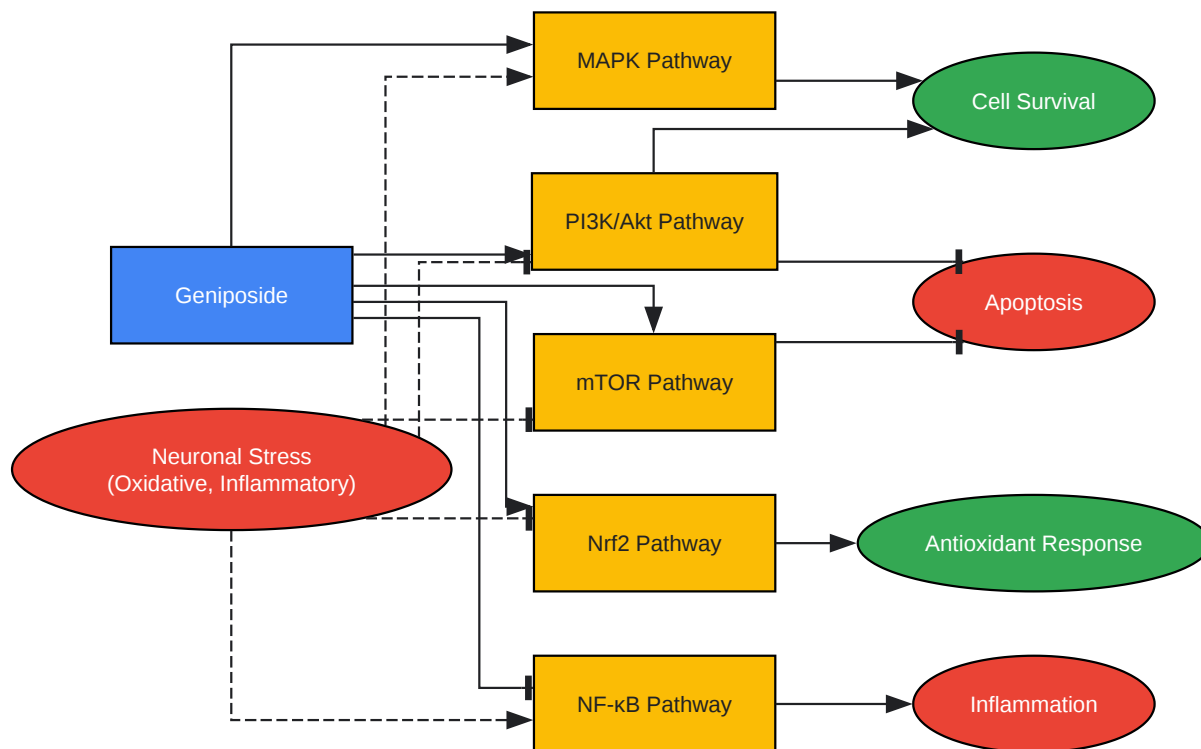 MAPK Pathway
Cell Survival
PI3K/Akt Pathway
Geniposide
Apoptosis
mTOR Pathway
Neuronal Stress
(Oxidative, Inflammatory)
Nrf2 Pathway
Antioxidant Response
NF-κB Pathway
Inflammation